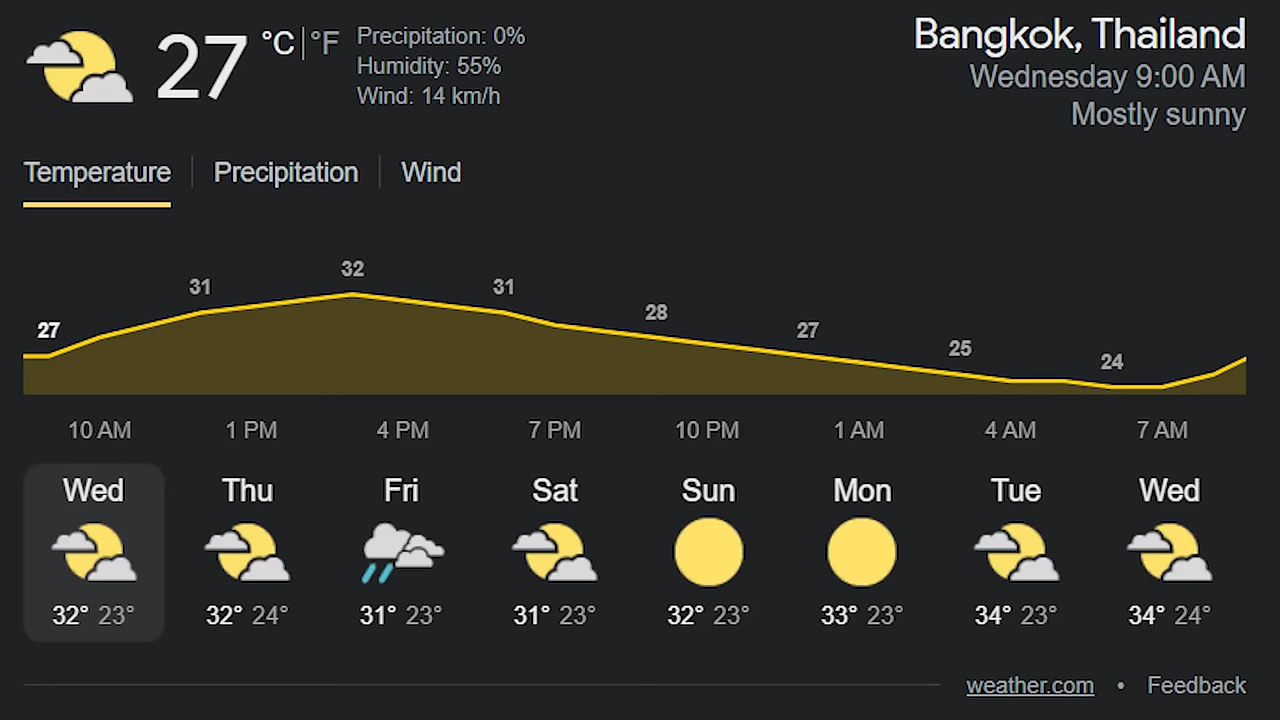 27 °C | °F
Precipitation: 0%
Humidity: 55%
Wind: 14 km/h
Bangkok, Thailand
Wednesday 9:00 AM
Mostly sunny
Temperature | Precipitation | Wind
27 31 32 31 28 27 25 24
10 AM 1 PM 4 PM 7 PM 10 PM 1 AM 4 AM 7 AM
Wed Thu Fri Sat Sun Mon Tue Wed
32° 23° 32° 24° 31° 23° 31° 23° 32° 23° 33° 23° 34° 23° 34° 24°
weather.com • Feedback